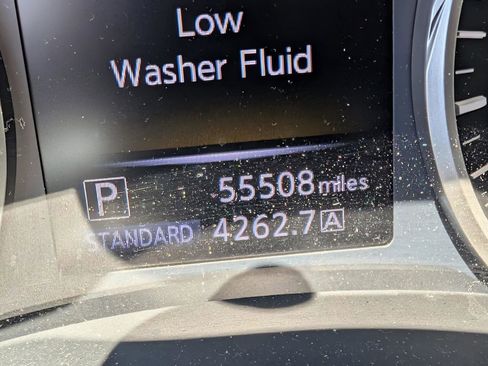 Low
Washer Fluid
P 55508 miles
STANDARD 4262.7 A